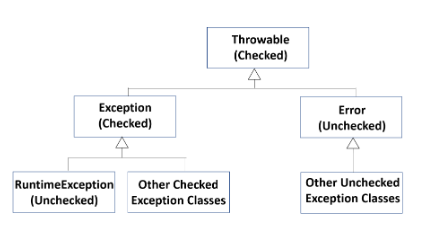 Throwable
(Checked)
Exception
(Checked)
Error
(Unchecked)
RuntimeException
(Unchecked)
Other Checked
Exception Classes
Other Unchecked
Exception Classes